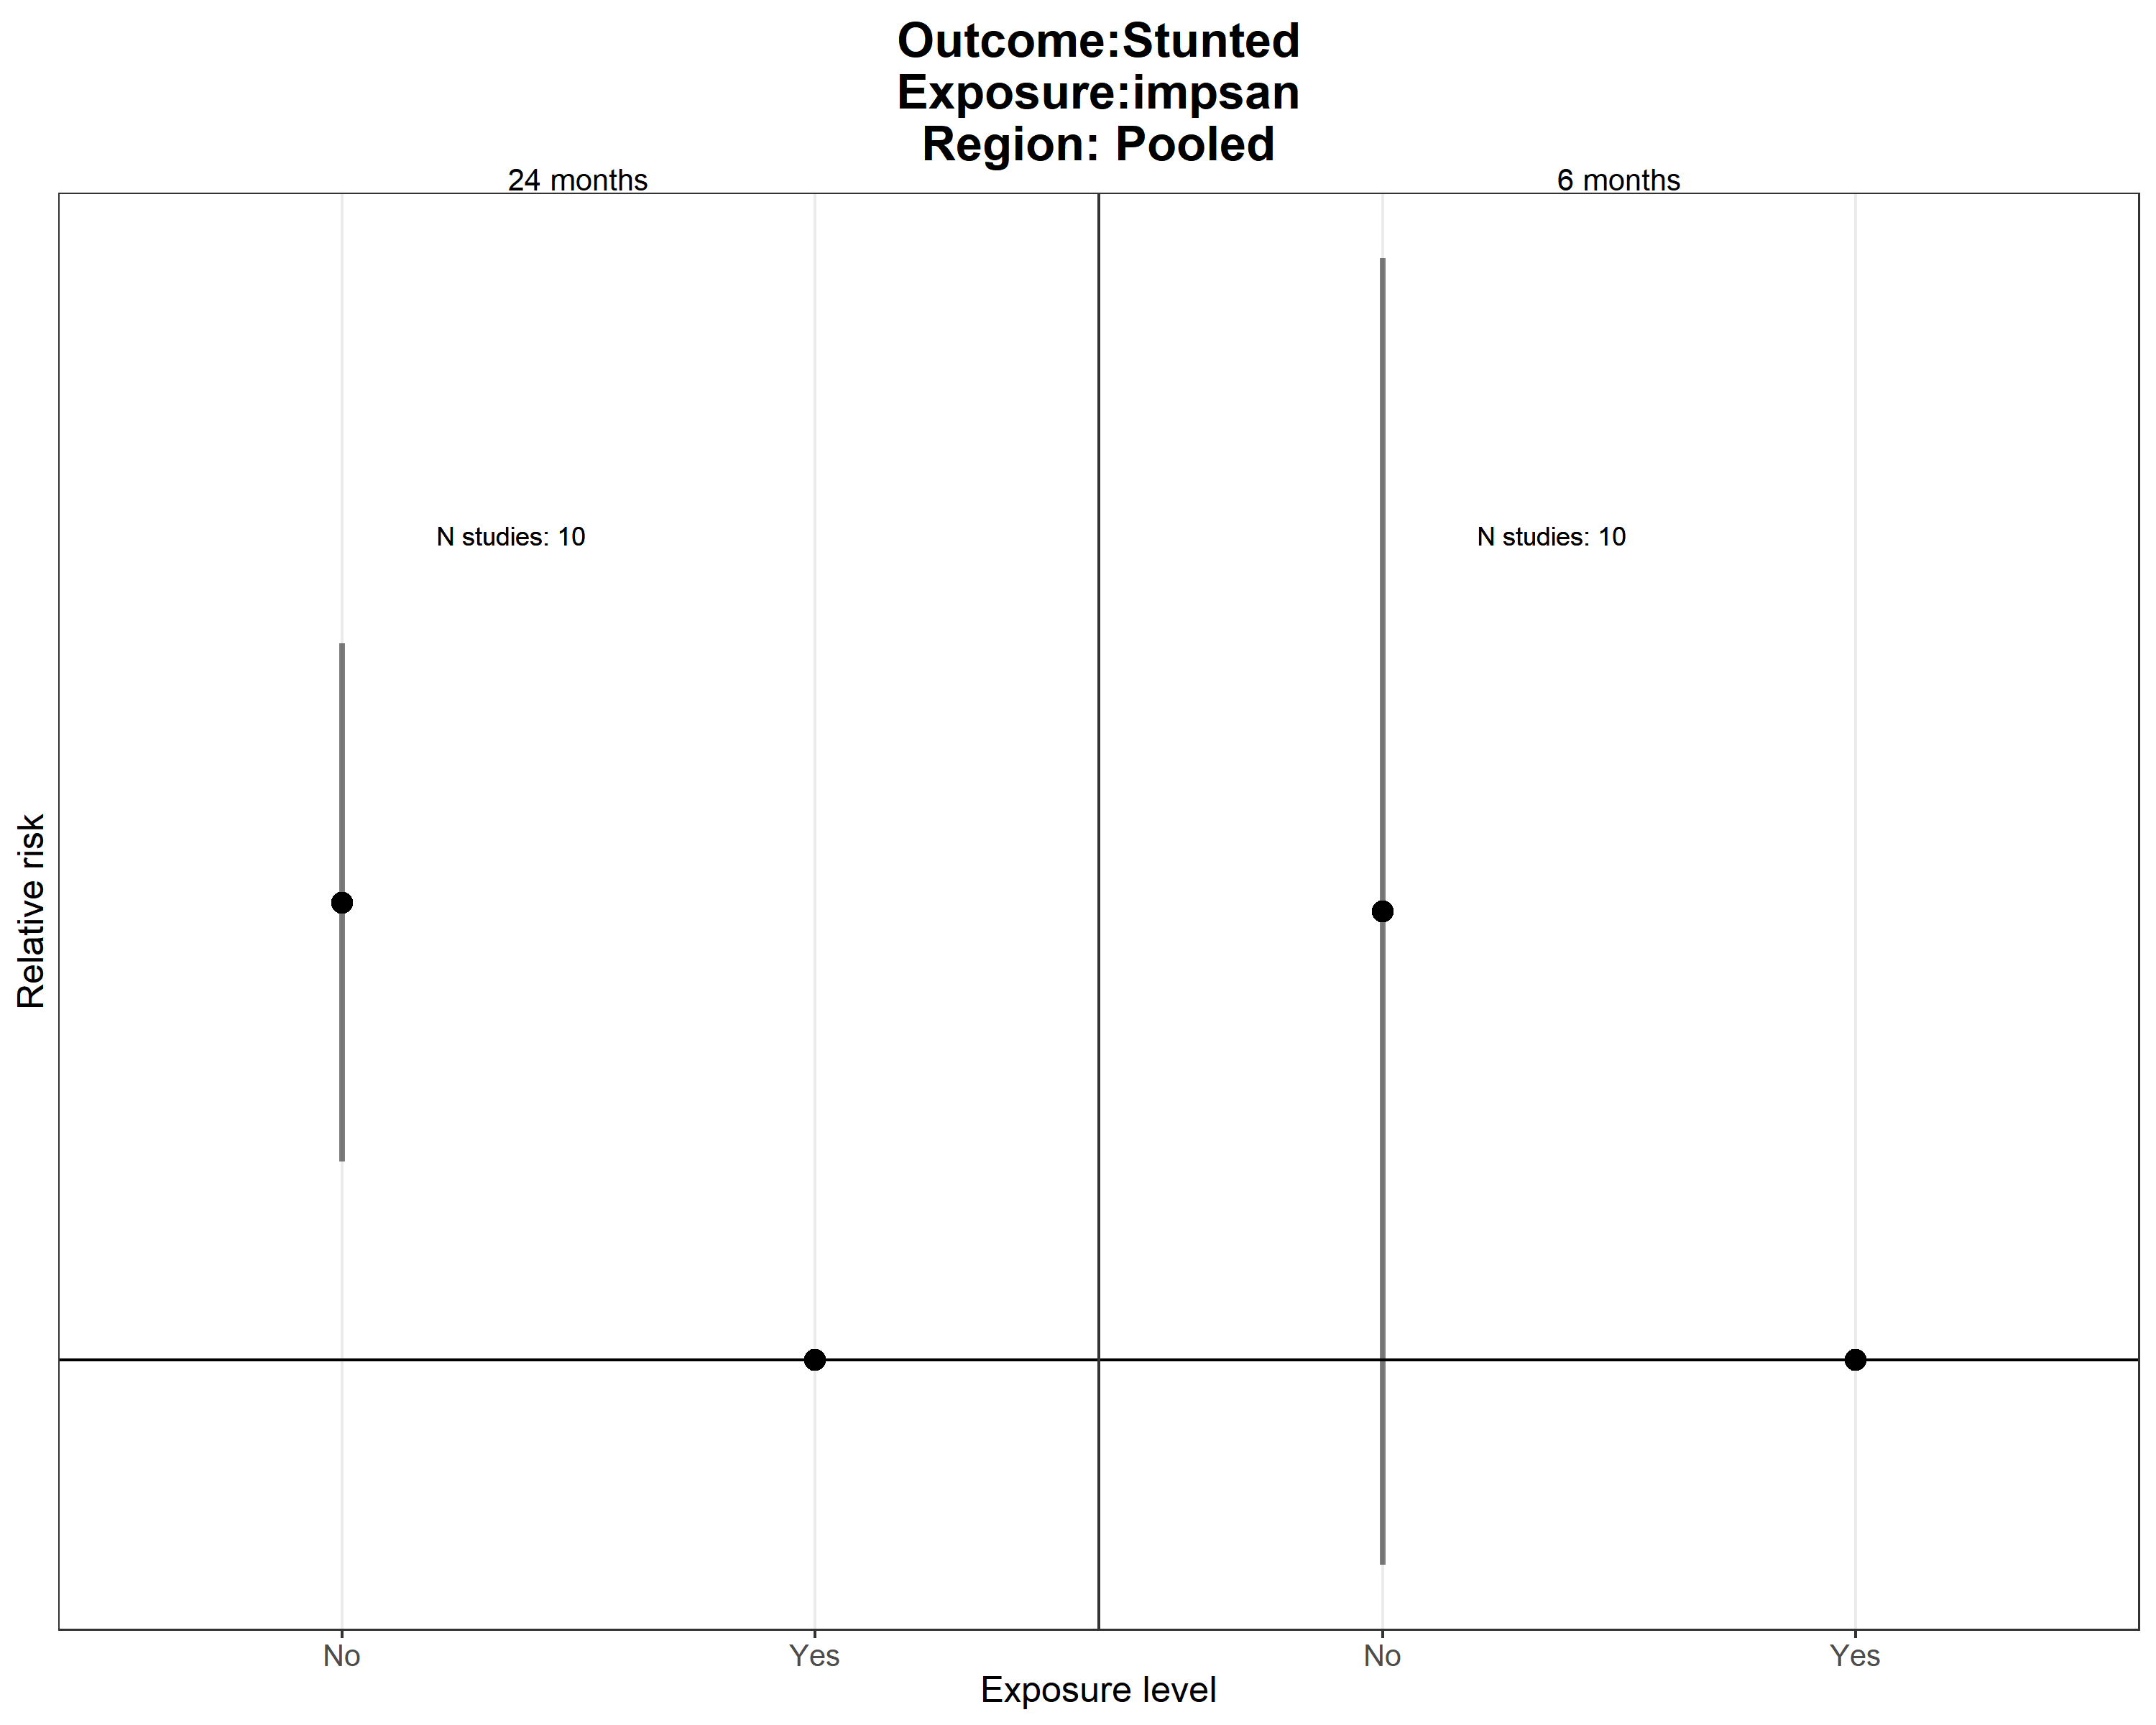 Outcome:Stunted
Exposure:impsan
Region: Pooled
24 months
6 months
N studies: 10
N studies: 10
Relative risk
No
Yes
No
Yes
Exposure level